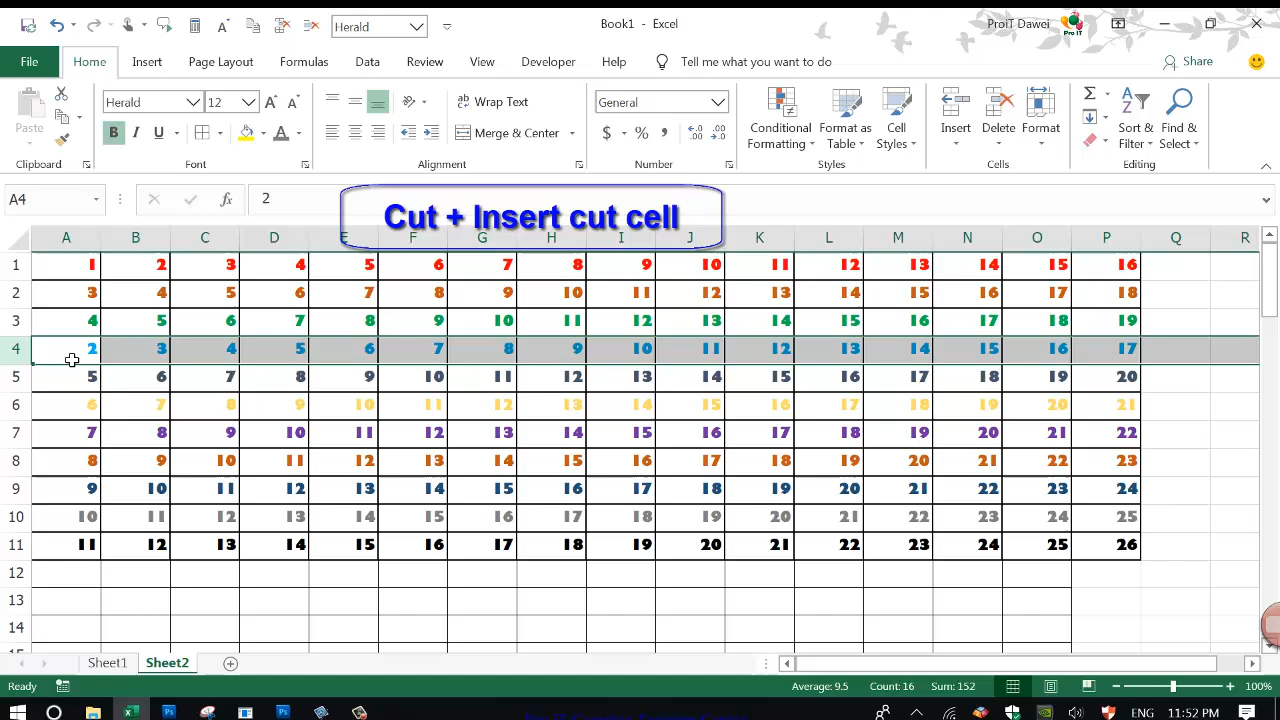 Herald
Book1 - Excel
ProIT Dawei
Pro IT
File Home Insert Page Layout Formulas Data Review View Developer Help Tell me what you want to do Share
Paste
Herald 12
B I U A
Wrap Text
Merge & Center
General
$ % ,
Conditional Formatting
Format as Table
Cell Styles
Insert
Delete
Format
Sort & Filter
Find & Select
Clipboard Font Alignment Number Styles Cells Editing
A4 fx 2
Cut + Insert cut cell
A B C D E F G H I J K L M N O P Q R
1 1 2 3 4 5 6 7 8 9 10 11 12 13 14 15 16
2 3 4 5 6 7 8 9 10 11 12 13 14 15 16 17 18
3 4 5 6 7 8 9 10 11 12 13 14 15 16 17 18 19
4 2 3 4 5 6 7 8 9 10 11 12 13 14 15 16 17
5 5 6 7 8 9 10 11 12 13 14 15 16 17 18 19 20
6 6 7 8 9 10 11 12 13 14 15 16 17 18 19 20 21
7 7 8 9 10 11 12 13 14 15 16 17 18 19 20 21 22
8 8 9 10 11 12 13 14 15 16 17 18 19 20 21 22 23
9 9 10 11 12 13 14 15 16 17 18 19 20 21 22 23 24
10 10 11 12 13 14 15 16 17 18 19 20 21 22 23 24 25
11 11 12 13 14 15 16 17 18 19 20 21 22 23 24 25 26
12
13
14
Sheet1 Sheet2
Ready Average: 9.5 Count: 16 Sum: 152 100%
ENG 11:52 PM